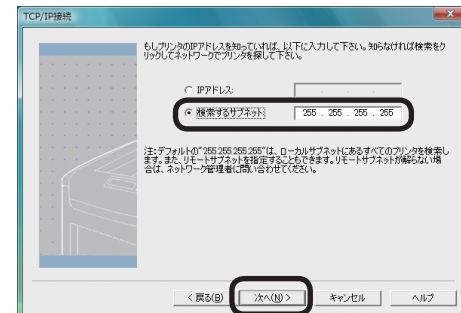 TCP/IP接続
もしプリンタのIPアドレスを知っていれば、以下に入力して下さい。知らなければ検索をク
リックしてネットワークでプリンタを探して下さい。
IPアドレス:
検索するサブネット: 255 . 255 . 255 . 255
注:デフォルトの"255.255.255.255"は、ローカルサブネットにあるすべてのプリンタを検索し
ます。また、リモートサブネットを指定することもできます。リモートサブネットが解らない場
合は、ネットワーク管理者に問い合わせてください。
< 戻る(B) 次へ(N) > キャンセル ヘルプ